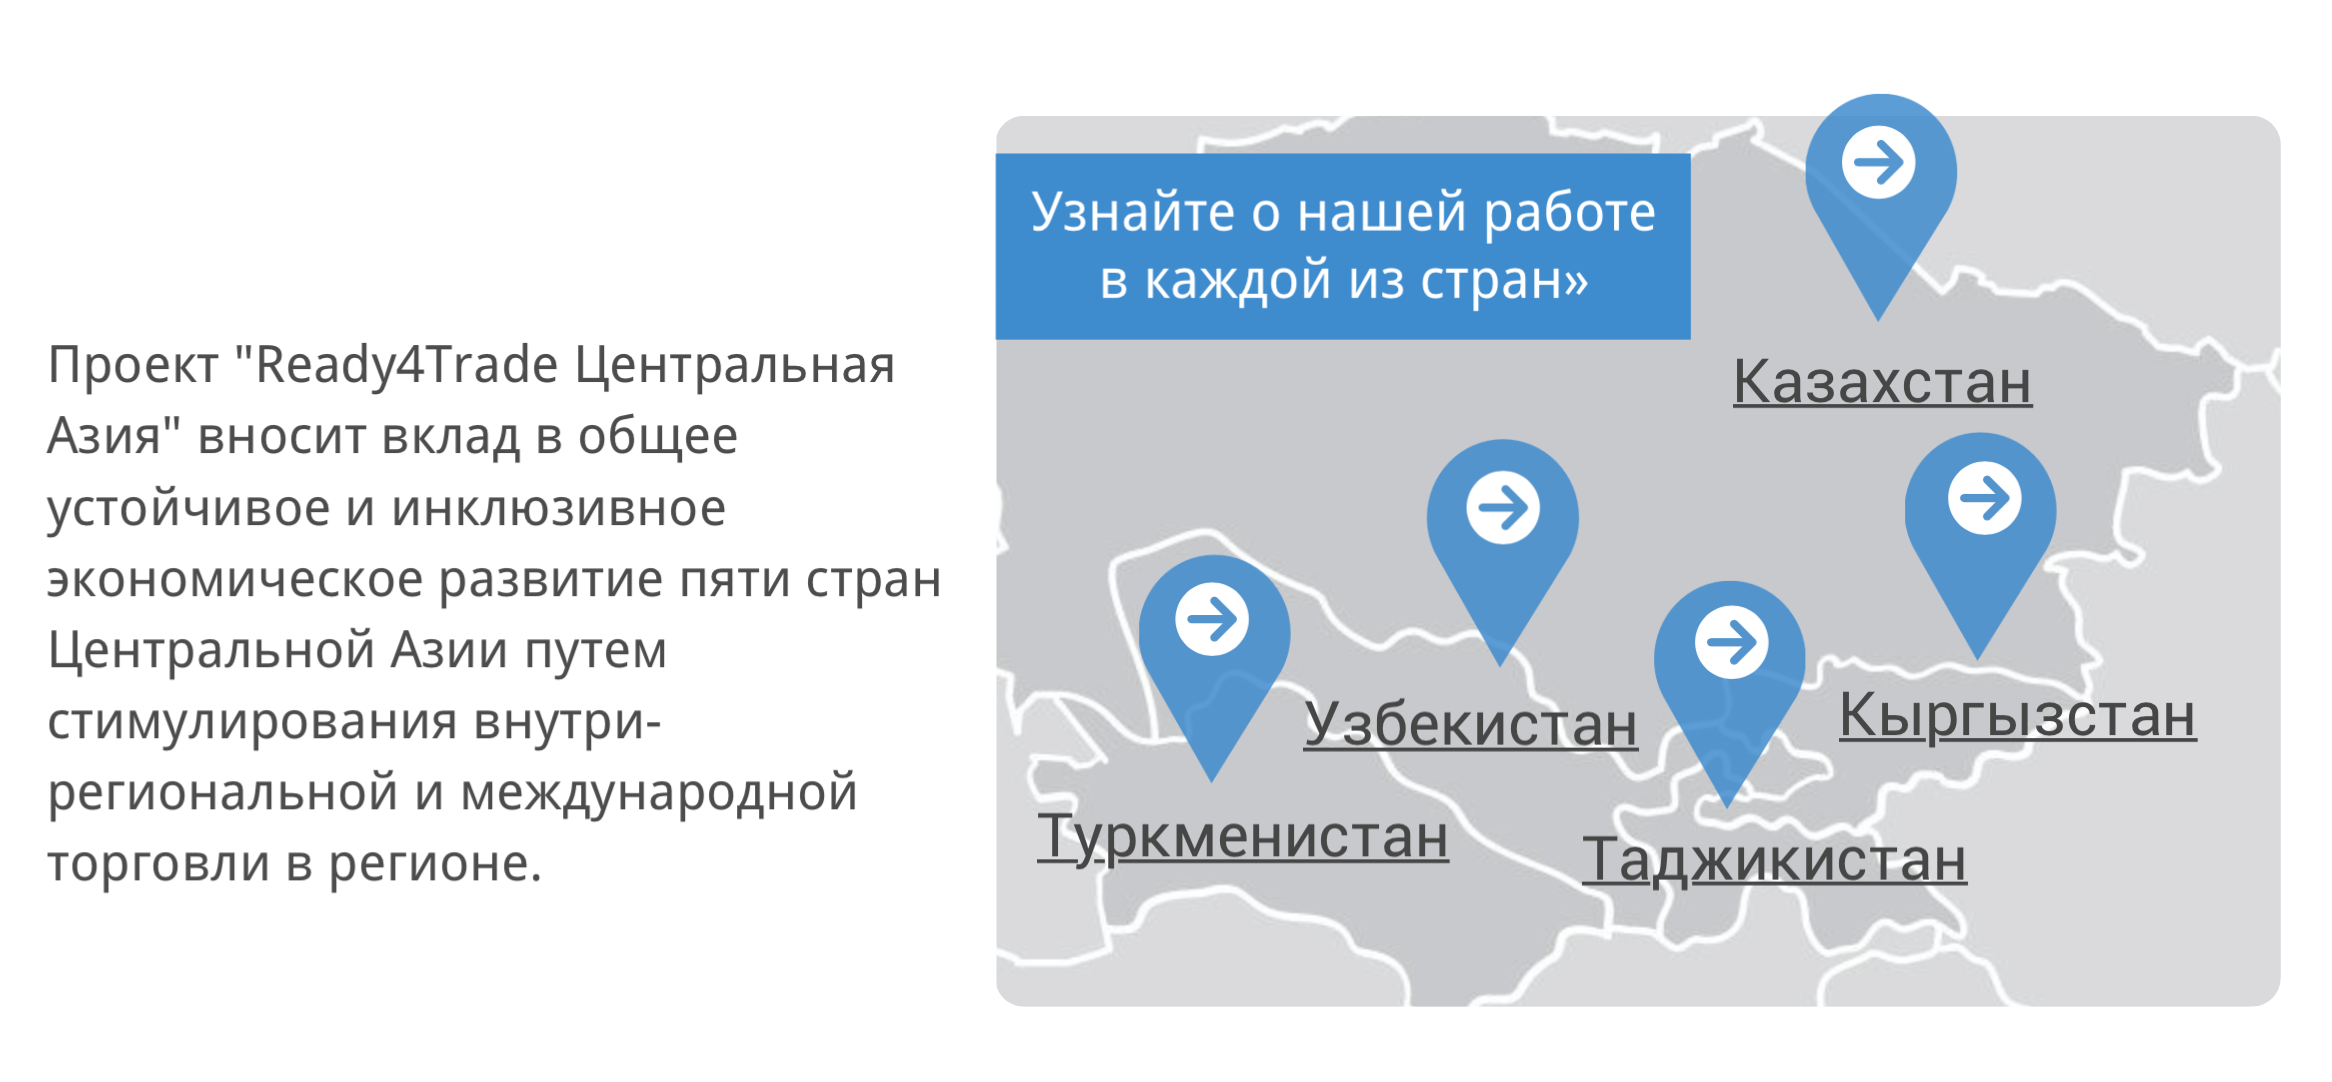 Проект "Ready4Trade Центральная
Азия" вносит вклад в общее
устойчивое и инклюзивное
экономическое развитие пяти стран
Центральной Азии путем
стимулирования внутри-
региональной и международной
торговли в регионе.
Узнайте о нашей работе
в каждой из стран»
Казахстан
Узбекистан
Кыргызстан
Туркменистан
Таджикистан